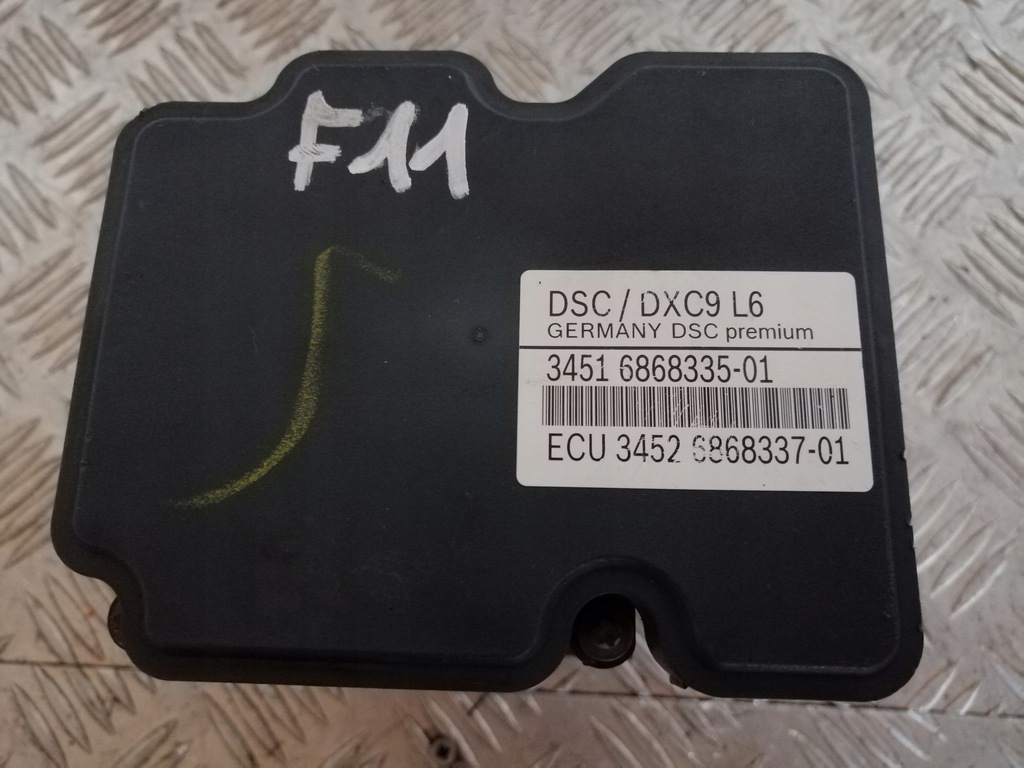 F11
DSC / DXC9 L6
GERMANY DSC premium
3451 6868335-01
ECU 3452 6868337-01